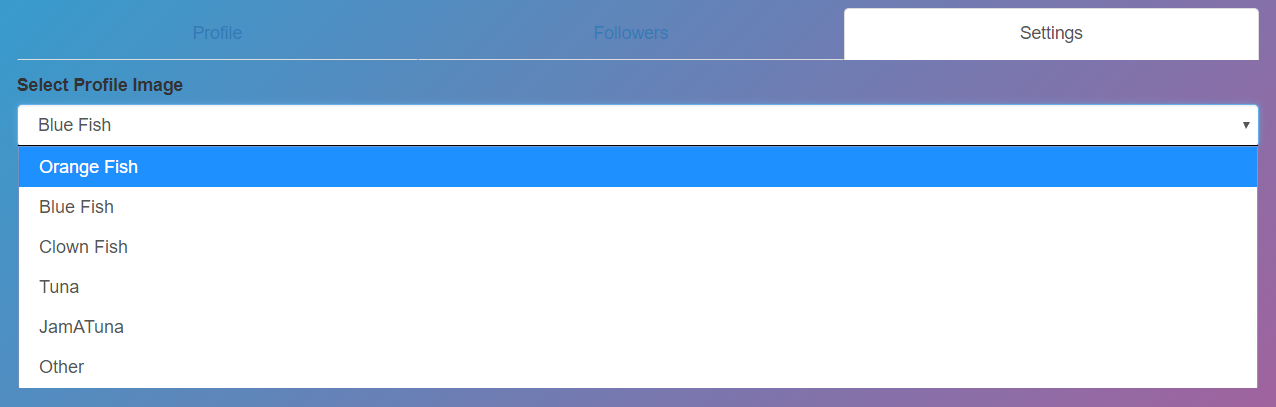 Profile Followers Settings
Select Profile Image
Blue Fish
Orange Fish
Blue Fish
Clown Fish
Tuna
JamATuna
Other